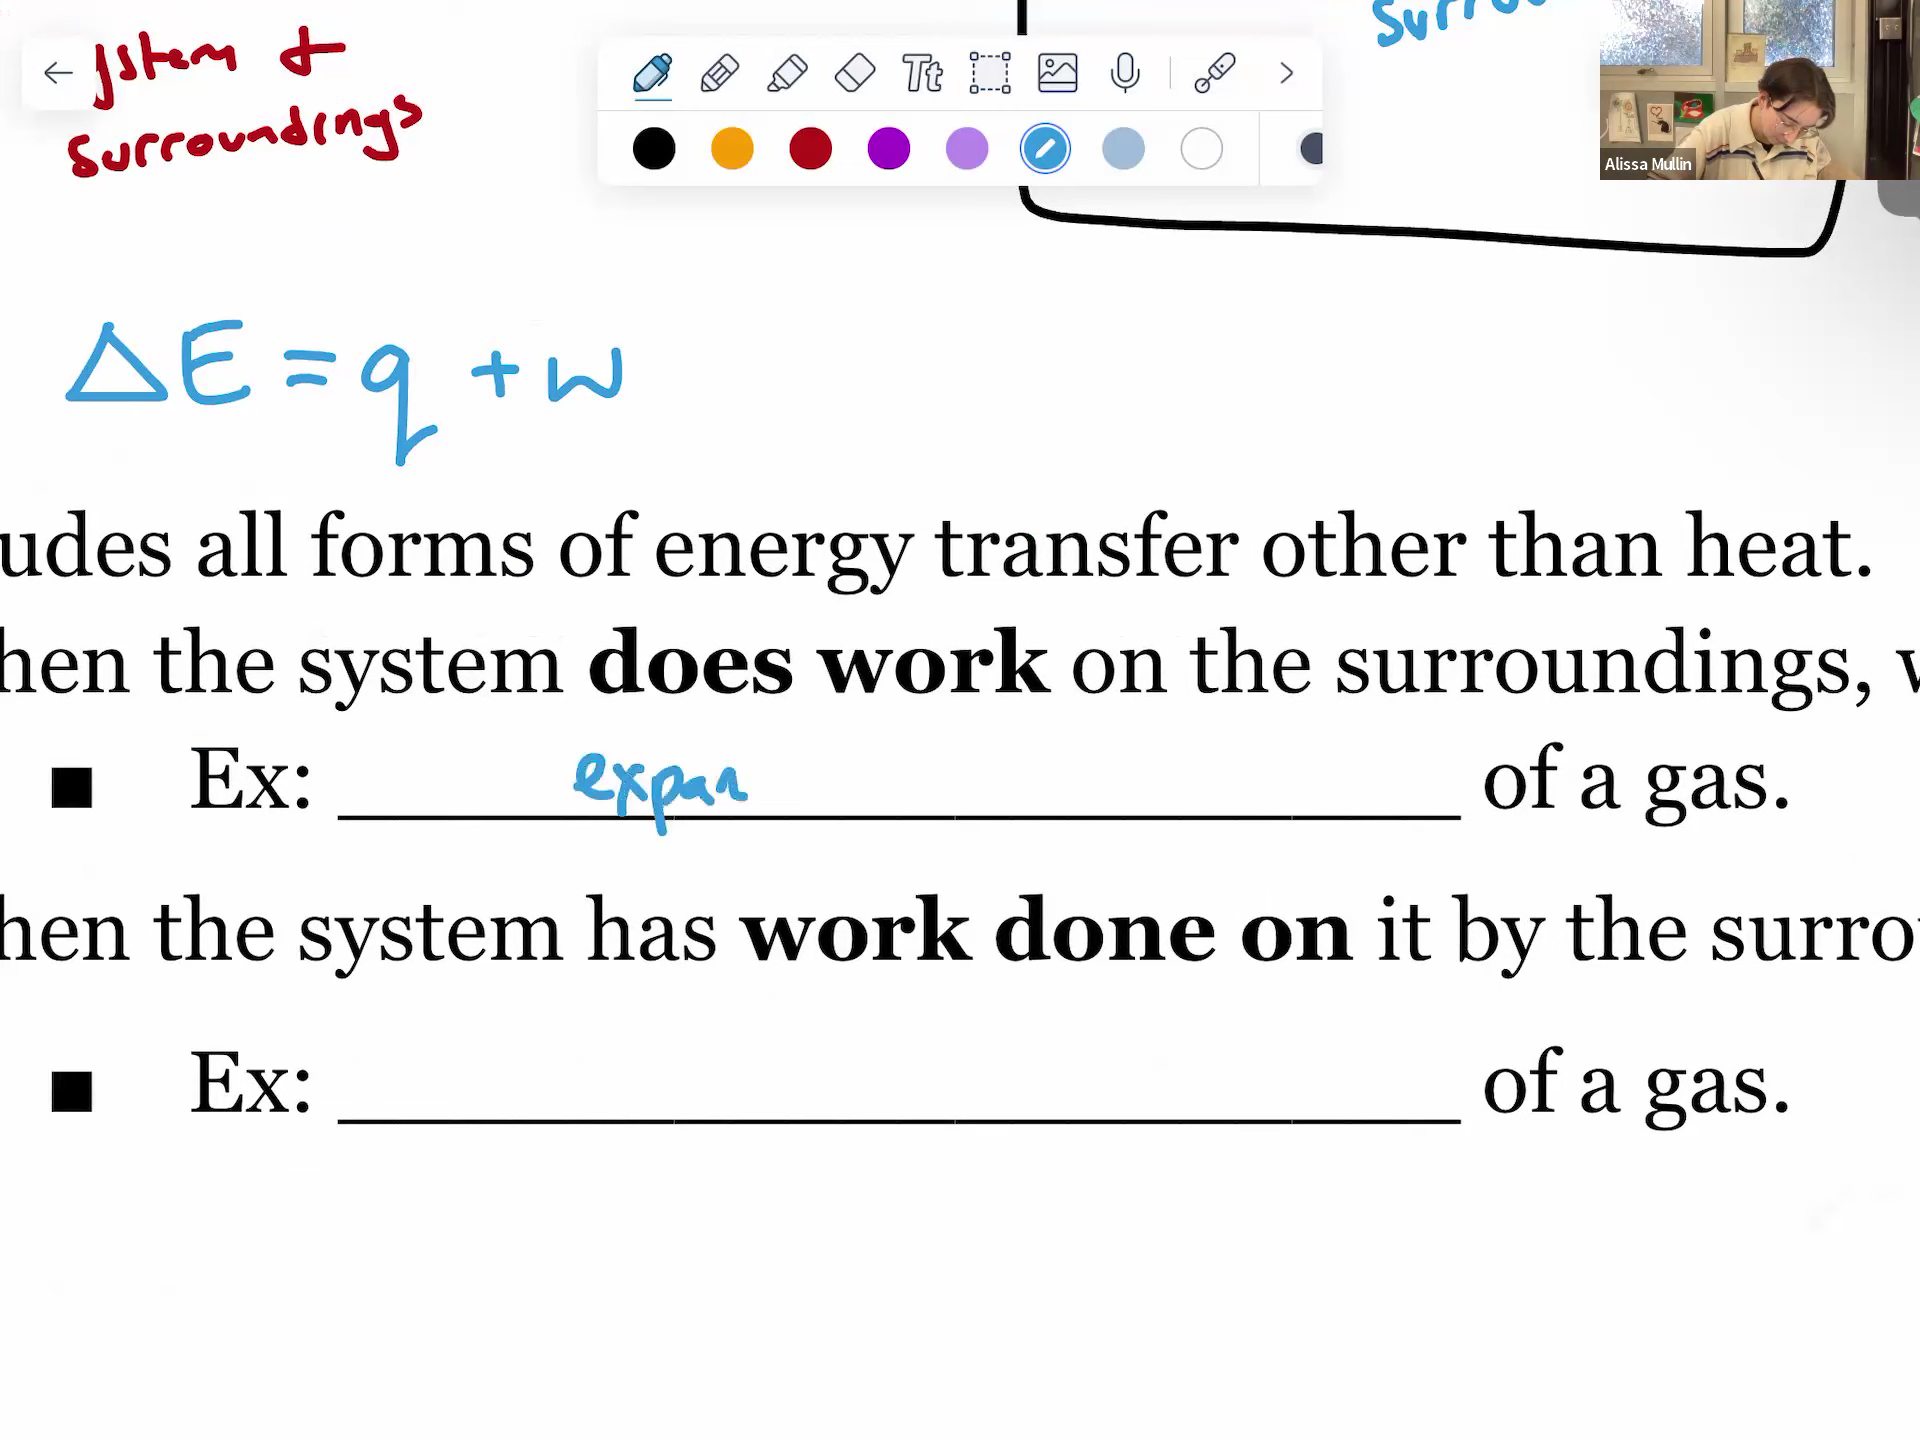 ystem +
surroundings
Surrou
Tt
Alissa Mullin
ΔE = q + w
udes all forms of energy transfer other than heat.
hen the system does work on the surroundings, w
■ Ex: expan of a gas.
hen the system has work done on it by the surro
■ Ex: of a gas.